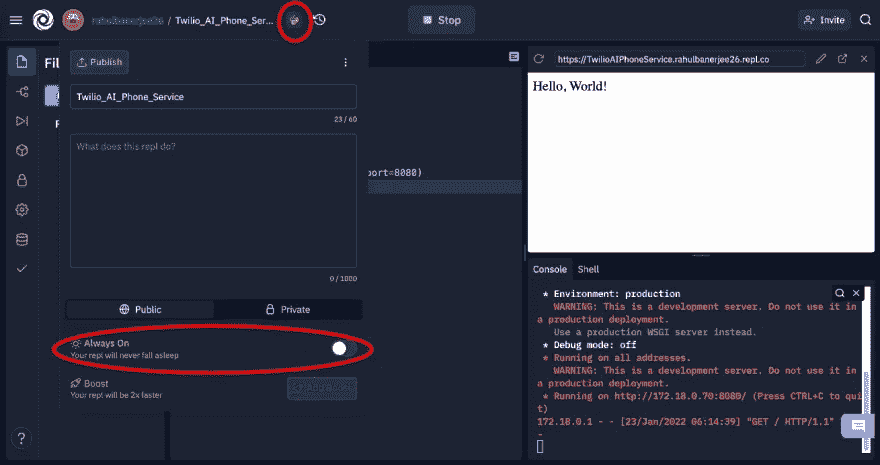 / Twilio_AI_Phone_Ser...
Stop
Invite
Fil
Publish
Twilio_AI_Phone_Service
23 / 60
What does this repl do?
0 / 1000
Public
Private
Always On
Your repl will never fall asleep
Boost
Your repl will be 2x faster
port=8080)
https://TwilioAIPhoneService.rahulbanerjee26.repl.co
Hello, World!
Console
Shell
* Environment: production
WARNING: This is a development server. Do not use it in
a production deployment.
Use a production WSGI server instead.
* Debug mode: off
* Running on all addresses.
WARNING: This is a development server. Do not use it in
a production deployment.
* Running on http://172.18.0.70:8080/ (Press CTRL+C to qui
t)
172.18.0.1 - - [23/Jan/2022 06:14:39] "GET / HTTP/1.1"
-
?